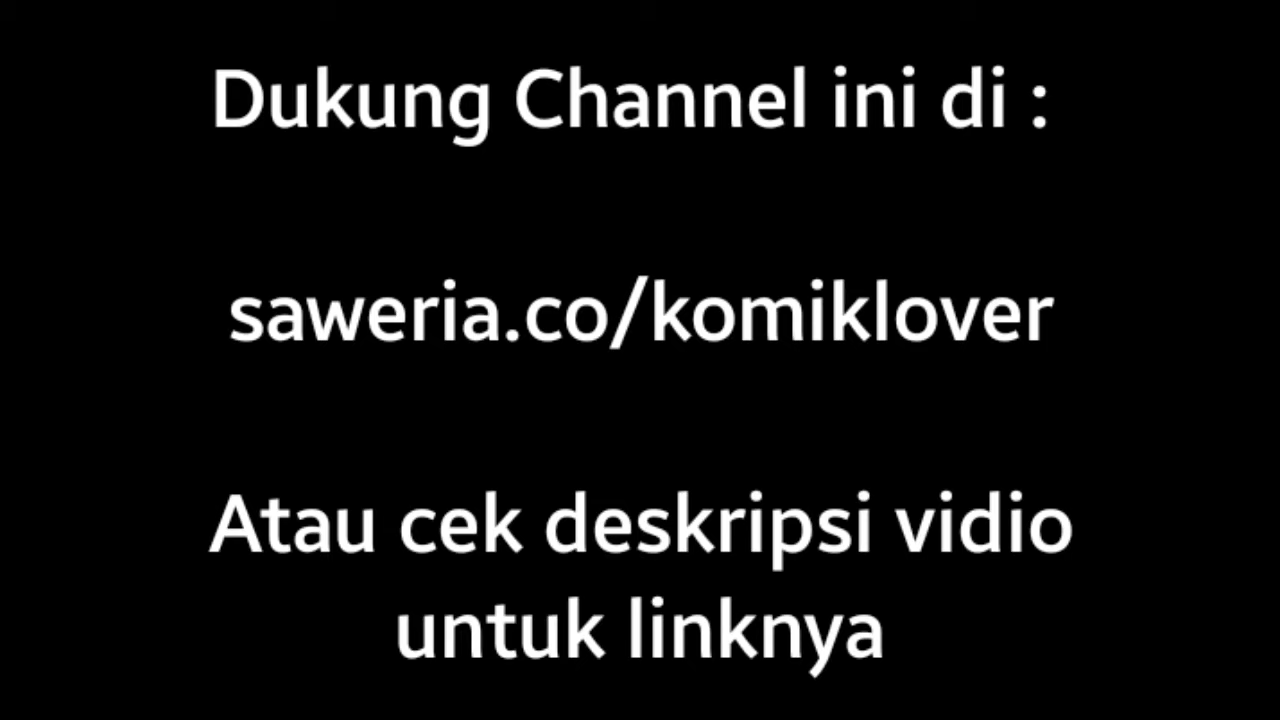 Dukung Channel ini di :
saweria.co/komiklover
Atau cek deskripsi vidio
untuk linknya